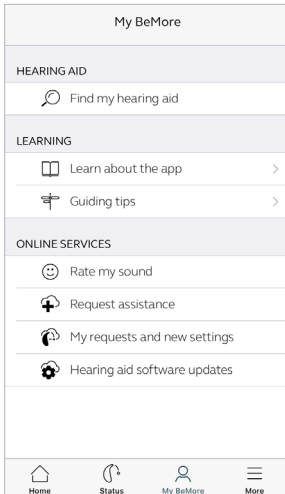 My BeMore
HEARING AID
Find my hearing aid
LEARNING
Learn about the app
Guiding tips
ONLINE SERVICES
Rate my sound
Request assistance
My requests and new settings
Hearing aid software updates
Home Status My BeMore More